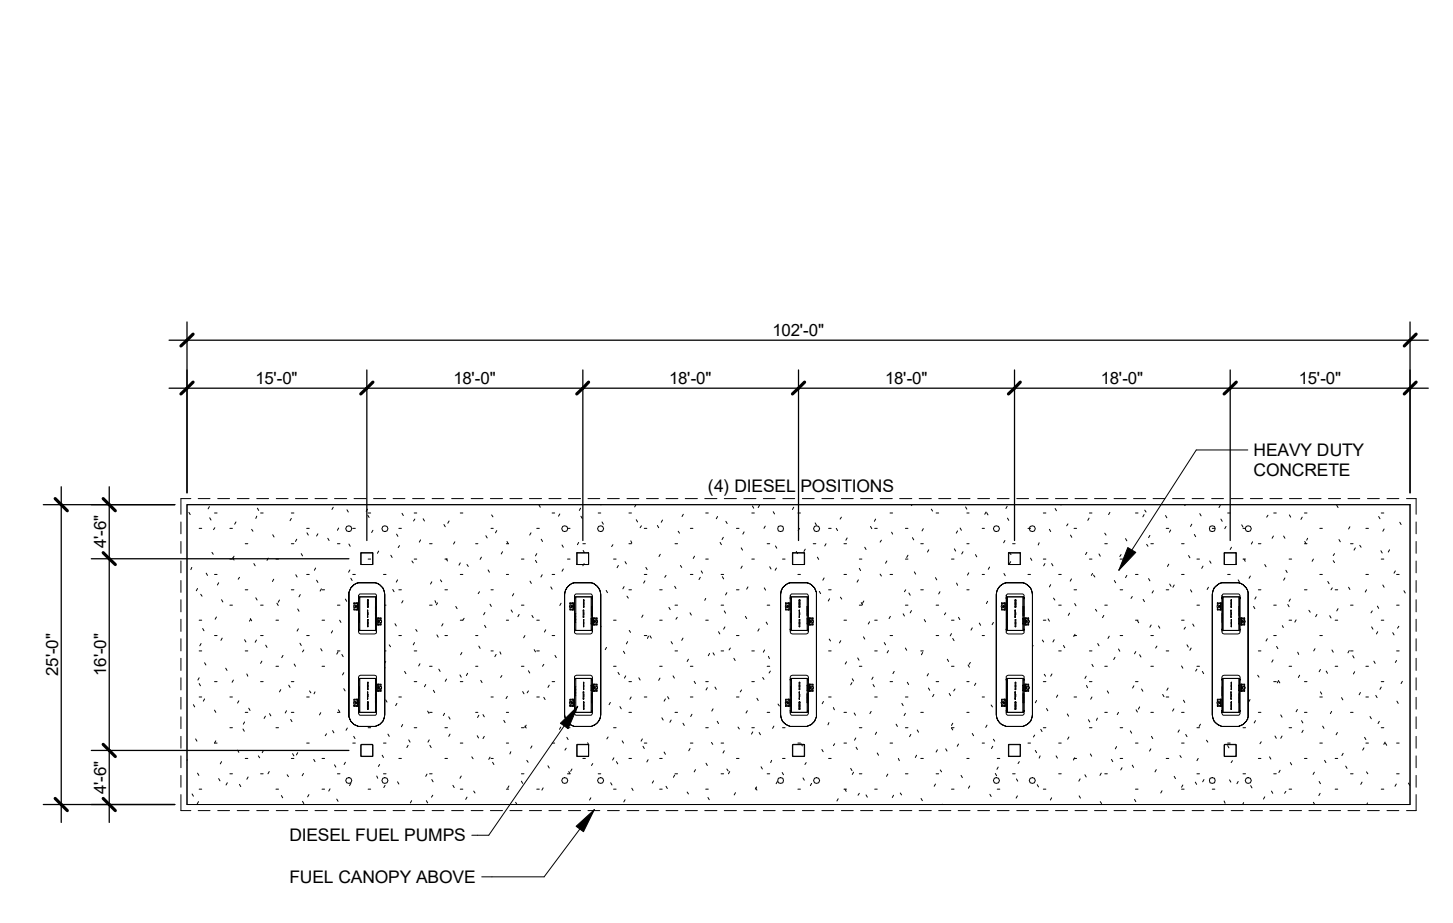 102'-0"
15'-0"
18'-0"
18'-0"
18'-0"
18'-0"
15'-0"
HEAVY DUTY
CONCRETE
(4) DIESEL POSITIONS
4'-6"
25'-0"
16'-0"
4'-6"
DIESEL FUEL PUMPS
FUEL CANOPY ABOVE